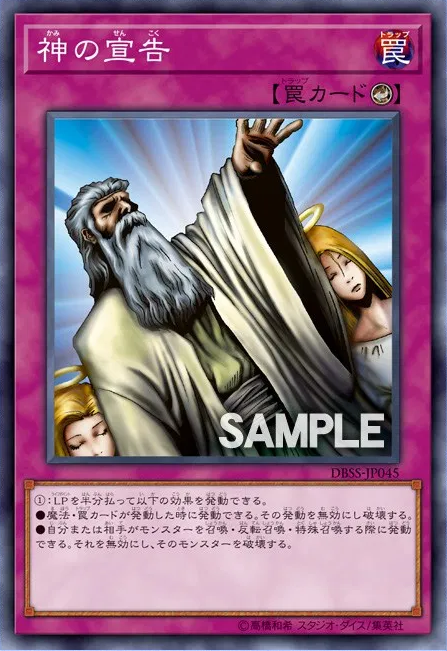 神の宣告
罠
【罠カード】
SAMPLE
DBSS-JP045
①:LPを半分払って以下の効果を発動できる。
●魔法・罠カードが発動した時に発動できる。その発動を無効にし破壊する。
●自分または相手がモンスターを召喚・反転召喚・特殊召喚する際に発動
できる。それを無効にし、そのモンスターを破壊する。
©高橋和希 スタジオ・ダイス/集英社